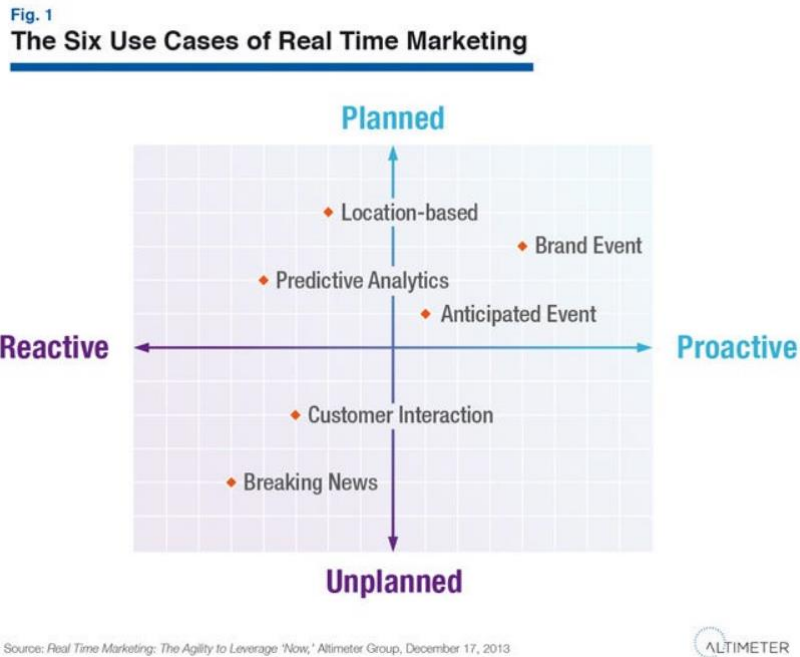 Fig. 1
The Six Use Cases of Real Time Marketing
Planned
Location-based
Brand Event
Predictive Analytics
Anticipated Event
Reactive
Proactive
Customer Interaction
Breaking News
Unplanned
Source: Real Time Marketing: The Agility to Leverage ‘Now,’ Altimeter Group, December 17, 2013
ALTIMETER